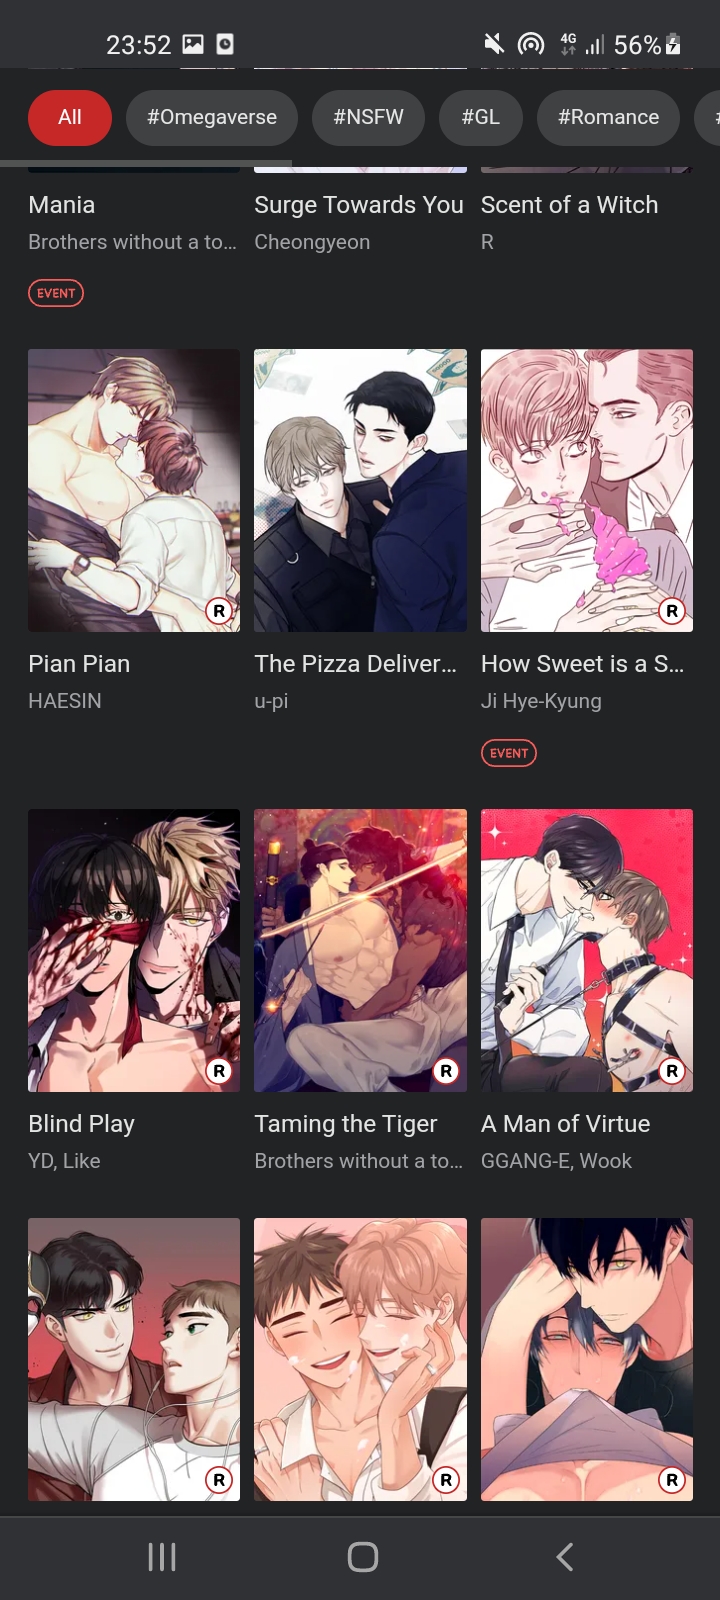 23:52
4G
56%
All
#Omegaverse
#NSFW
#GL
#Romance
#
Mania
Surge Towards You
Scent of a Witch
Brothers without a to...
Cheongyeon
R
EVENT
R
R
Pian Pian
The Pizza Deliver...
How Sweet is a S...
HAESIN
u-pi
Ji Hye-Kyung
EVENT
R
R
R
Blind Play
Taming the Tiger
A Man of Virtue
YD, Like
Brothers without a to...
GGANG-E, Wook
R
R
R